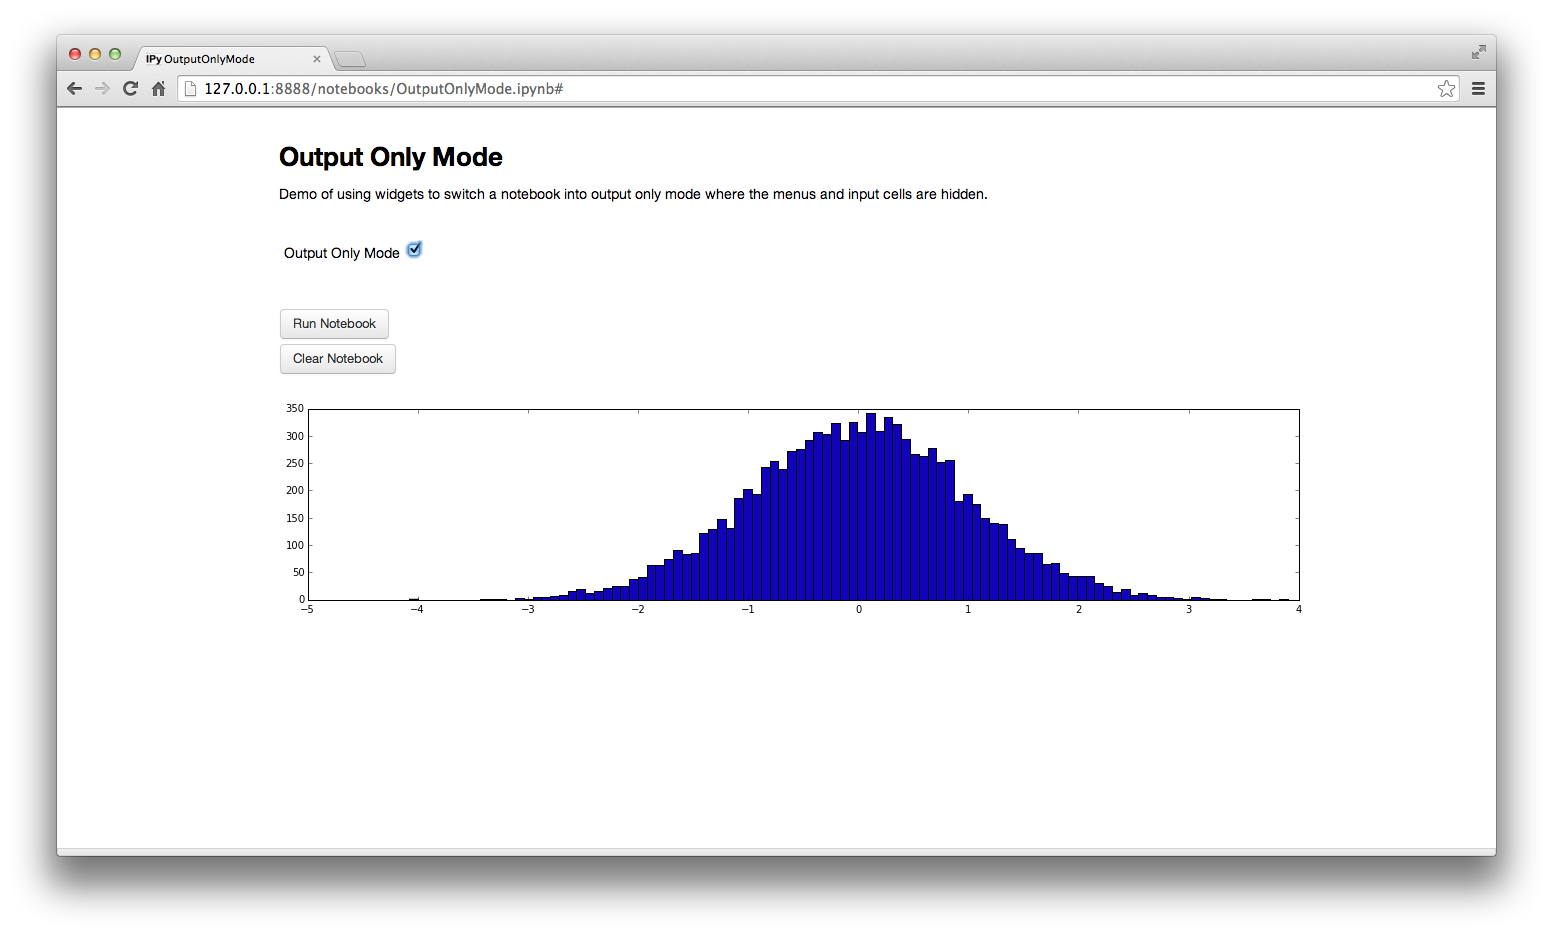 IPy OutputOnlyMode
127.0.0.1:8888/notebooks/OutputOnlyMode.ipynb#
Output Only Mode
Demo of using widgets to switch a notebook into output only mode where the menus and input cells are hidden.
Output Only Mode
Run Notebook
Clear Notebook
350
300
250
200
150
100
50
0
−5 −4 −3 −2 −1 0 1 2 3 4